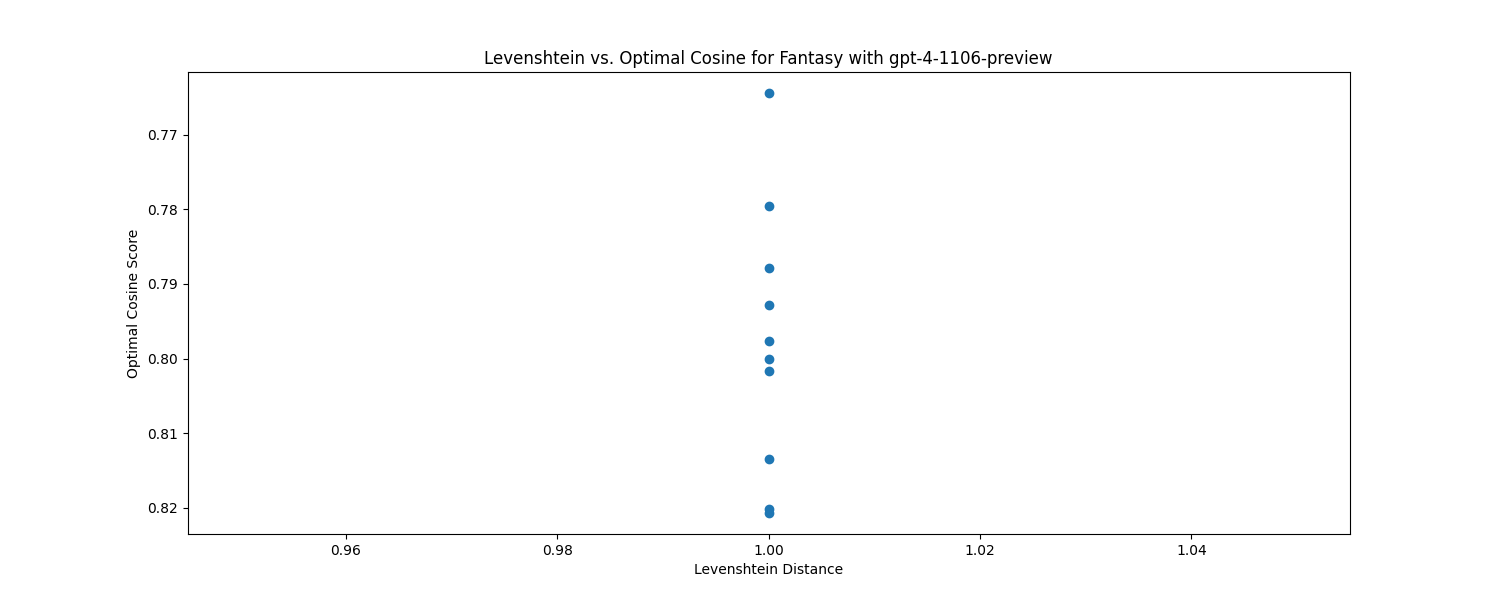 Levenshtein vs. Optimal Cosine for Fantasy with gpt-4-1106-preview
0.77
0.78
0.79
0.80
0.81
0.82
Optimal Cosine Score
0.96 0.98 1.00 1.02 1.04
Levenshtein Distance